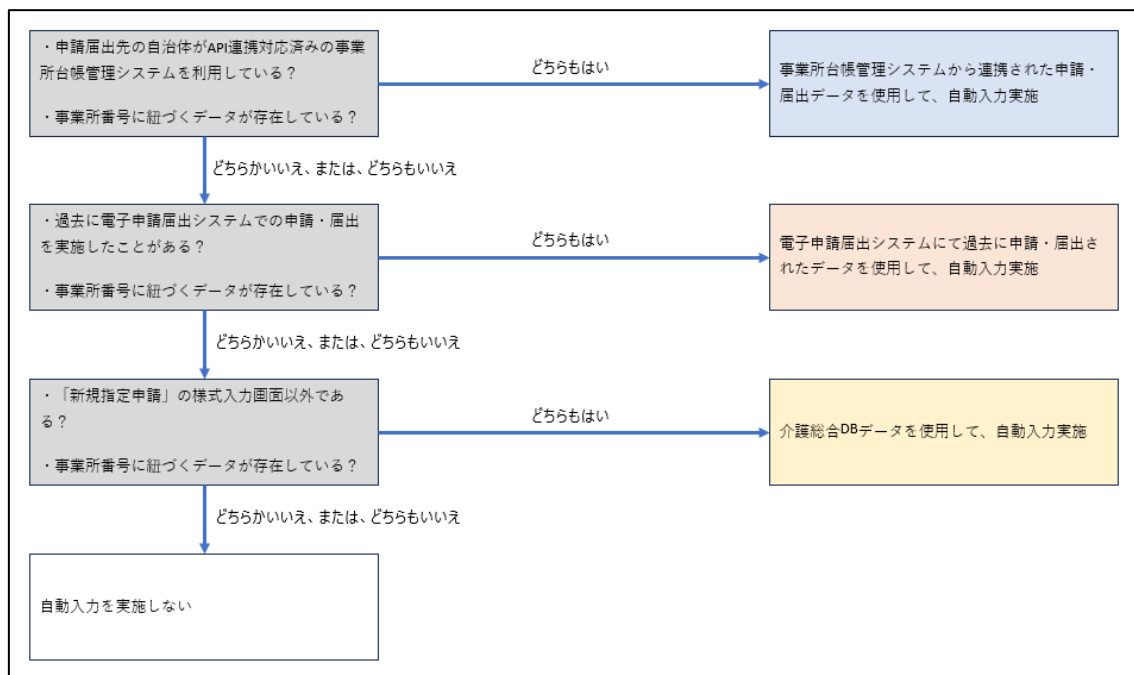 ・申請届出先の自治体がAPI連携対応済みの事業
所台帳管理システムを利用している？
・事業所番号に紐づくデータが存在している？
どちらもはい
事業所台帳管理システムから連携された申請・
届出データを使用して、自動入力実施
どちらかいいえ、または、どちらもいいえ
・過去に電子申請届出システムでの申請・届出
を実施したことがある？
・事業所番号に紐づくデータが存在している？
どちらもはい
電子申請届出システムにて過去に申請・届出さ
れたデータを使用して、自動入力実施
どちらかいいえ、または、どちらもいいえ
・「新規指定申請」の様式入力画面以外であ
る？
・事業所番号に紐づくデータが存在している？
どちらもはい
介護総合DBデータを使用して、自動入力実施
どちらかいいえ、または、どちらもいいえ
自動入力を実施しない